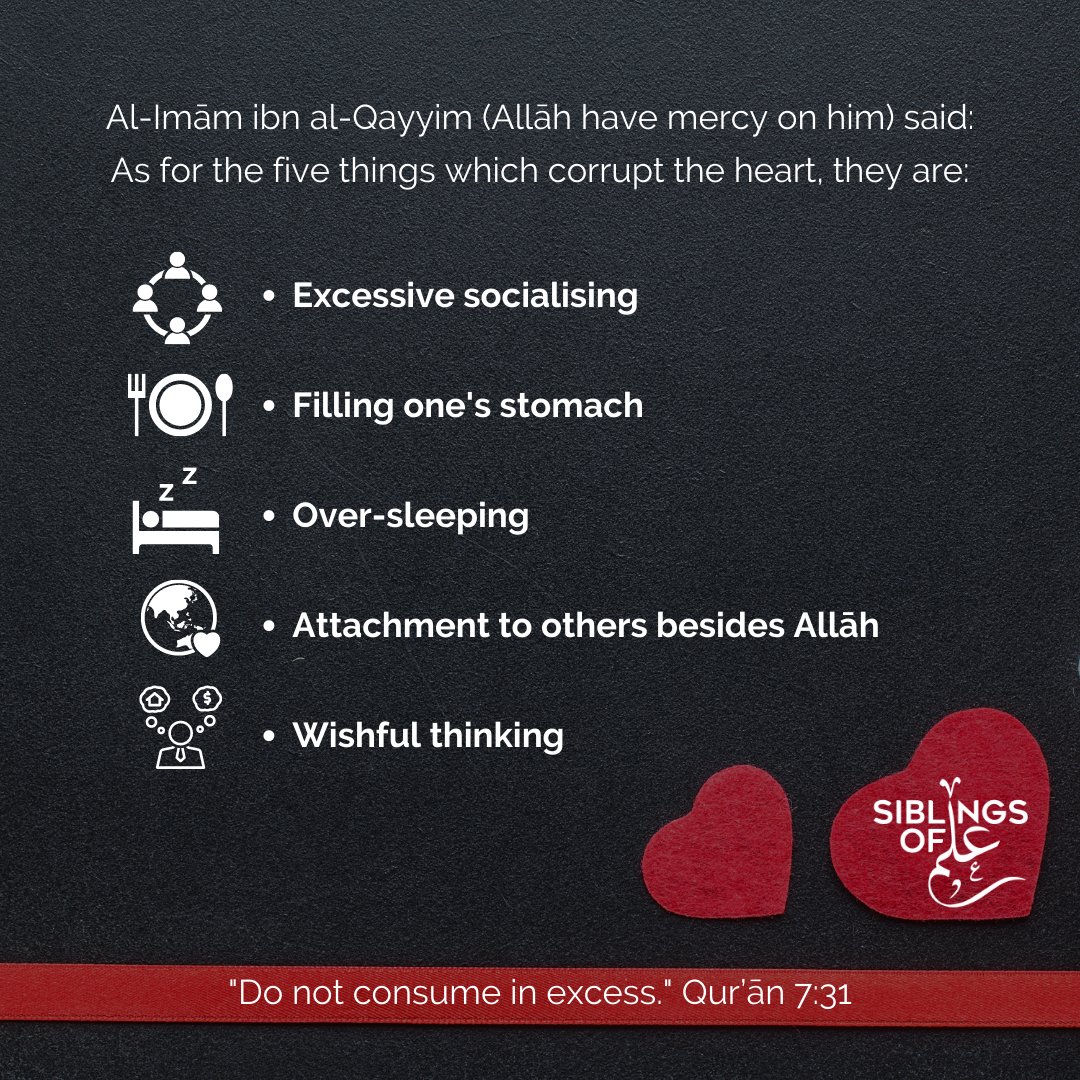 Al-Imām ibn al-Qayyim (Allāh have mercy on him) said:
As for the five things which corrupt the heart, they are:
• Excessive socialising
• Filling one's stomach
z z
• Over-sleeping
• Attachment to others besides Allāh
$
• Wishful thinking
SIBLINGS
OF علم
"Do not consume in excess." Qur’ān 7:31